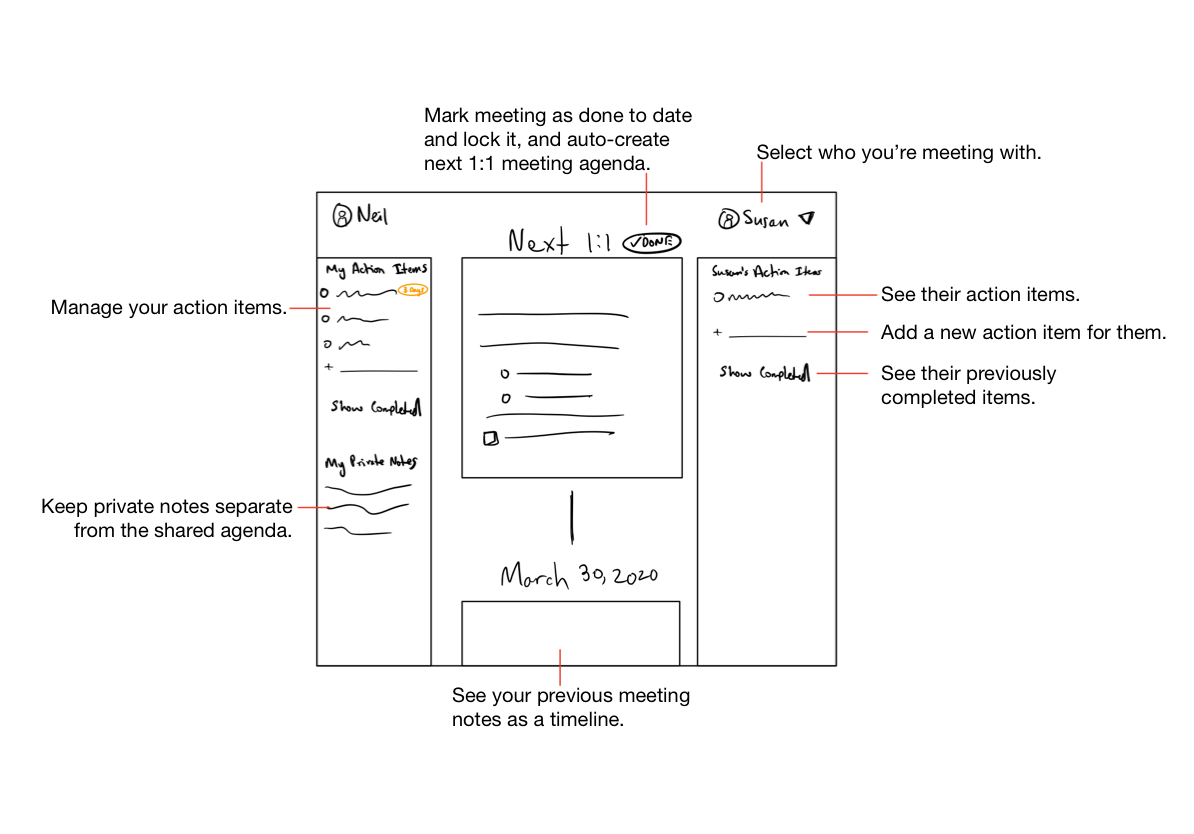 Mark meeting as done to date
and lock it, and auto-create
next 1:1 meeting agenda.
Select who you're meeting with.
Neil
Susan
Next 1:1 ✓DONE
My Action Items
3 Days
Manage your action items.
+
Show Completed
My Private Notes
Keep private notes separate
from the shared agenda.
Susan's Action Items
See their action items.
+
Add a new action item for them.
Show Completed
See their previously
completed items.
March 30, 2020
See your previous meeting
notes as a timeline.